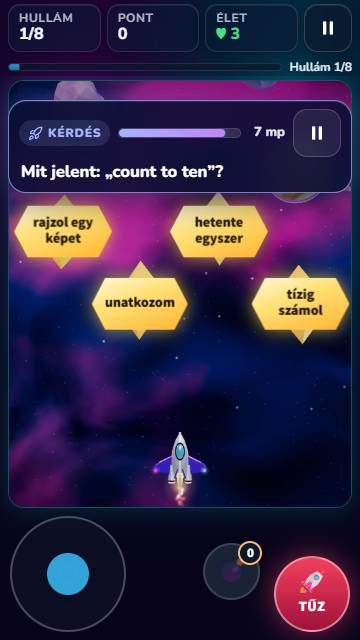 HULLÁM
1/8
PONT
0
ÉLET
3
Hullám 1/8
KÉRDÉS
7 mp
Mit jelent: „count to ten”?
rajzol egy
képet
hetente
egyszer
unatkozom
tízig
számol
0
TŰZ